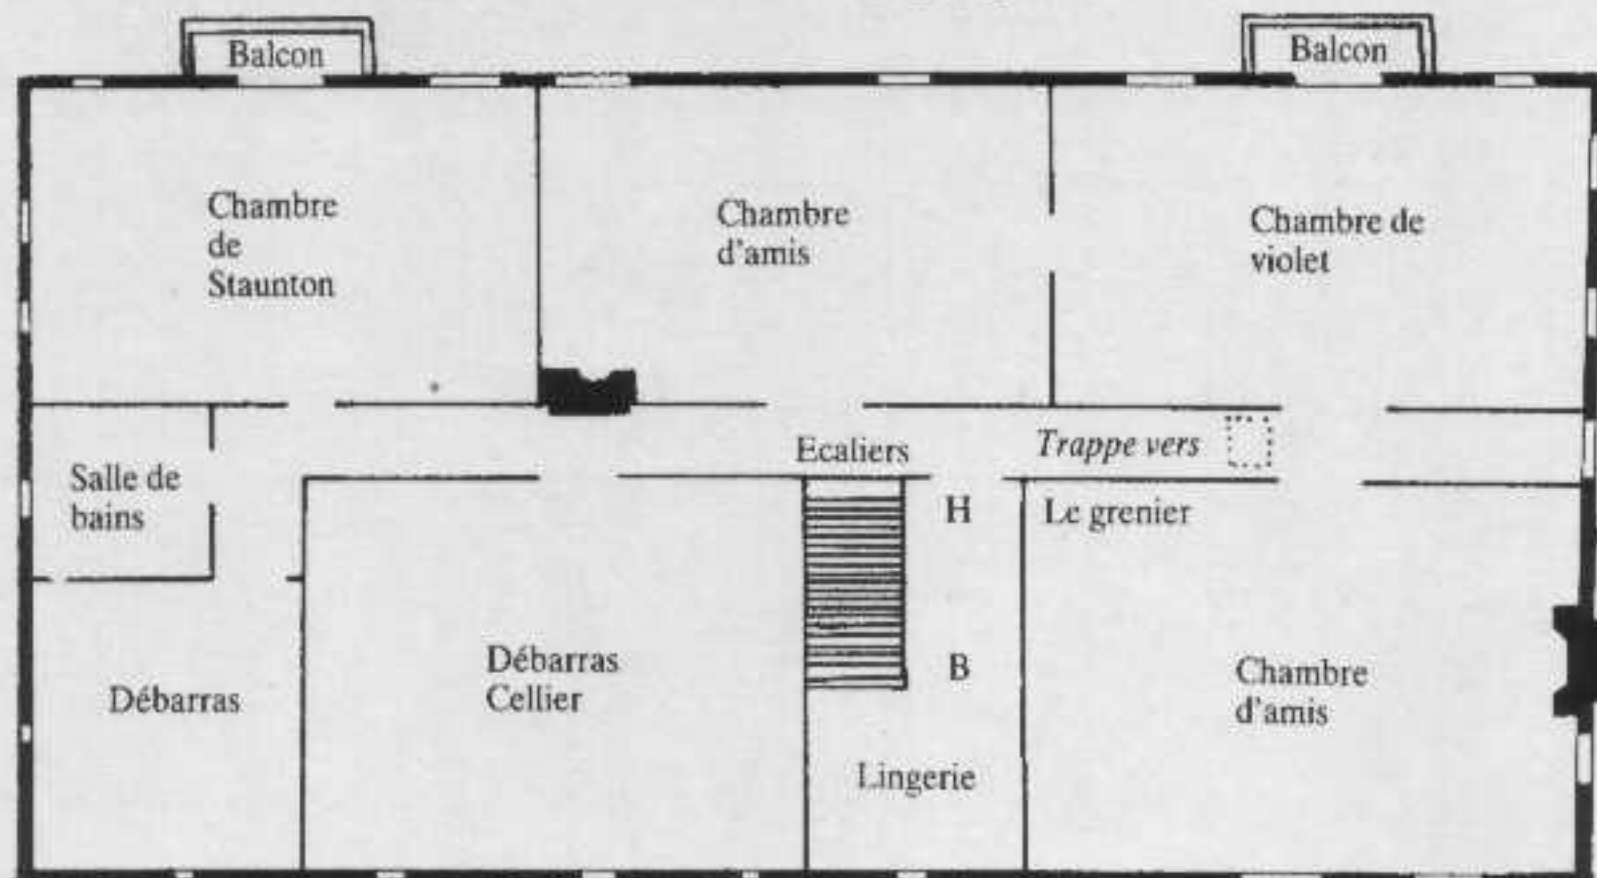 Balcon
Balcon
Chambre
de
Staunton
Chambre
d'amis
Chambre de
violet
Ecaliers
Trappe vers
Salle de
bains
H
Le grenier
Débarras
Cellier
B
Chambre
d'amis
Débarras
Lingerie